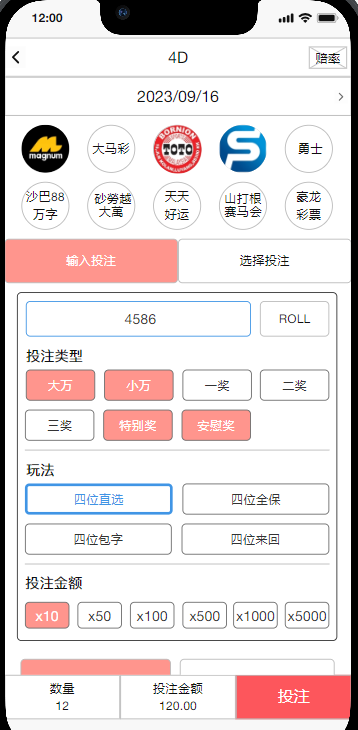 12:00
4D
赔率
2023/09/16
magnum
大马彩
BORNION
TOTO
S
勇士
沙巴88
万字
砂勞越
大萬
天天
好运
山打根
赛马会
豪龙
彩票
输入投注
选择投注
4586
ROLL
投注类型
大万
小万
一奖
二奖
三奖
特别奖
安慰奖
玩法
四位直选
四位全保
四位包字
四位来回
投注金额
x10
x50
x100
x500
x1000
x5000
数量
投注金额
投注
12
120.00